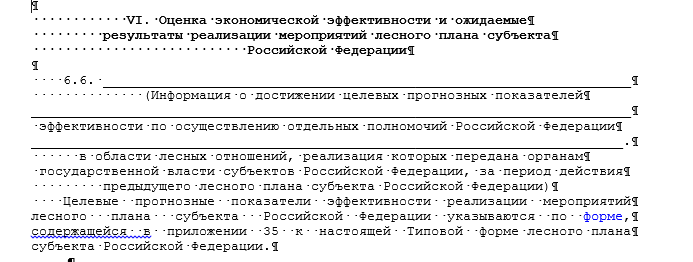 VI. Оценка экономической эффективности и ожидаемые
результаты реализации мероприятий лесного плана субъекта
Российской Федерации
6.6. ______________________________________________________________________
(Информация о достижении целевых прогнозных показателей
________________________________________________________________________________
эффективности по осуществлению отдельных полномочий Российской Федерации
_______________________________________________________________________________.
в области лесных отношений, реализация которых передана органам
государственной власти субъектов Российской Федерации, за период действия
предыдущего лесного плана субъекта Российской Федерации)
Целевые прогнозные показатели эффективности реализации мероприятий
лесного плана субъекта Российской Федерации указываются по форме,
содержащейся в приложении 35 к настоящей Типовой форме лесного плана
субъекта Российской Федерации.